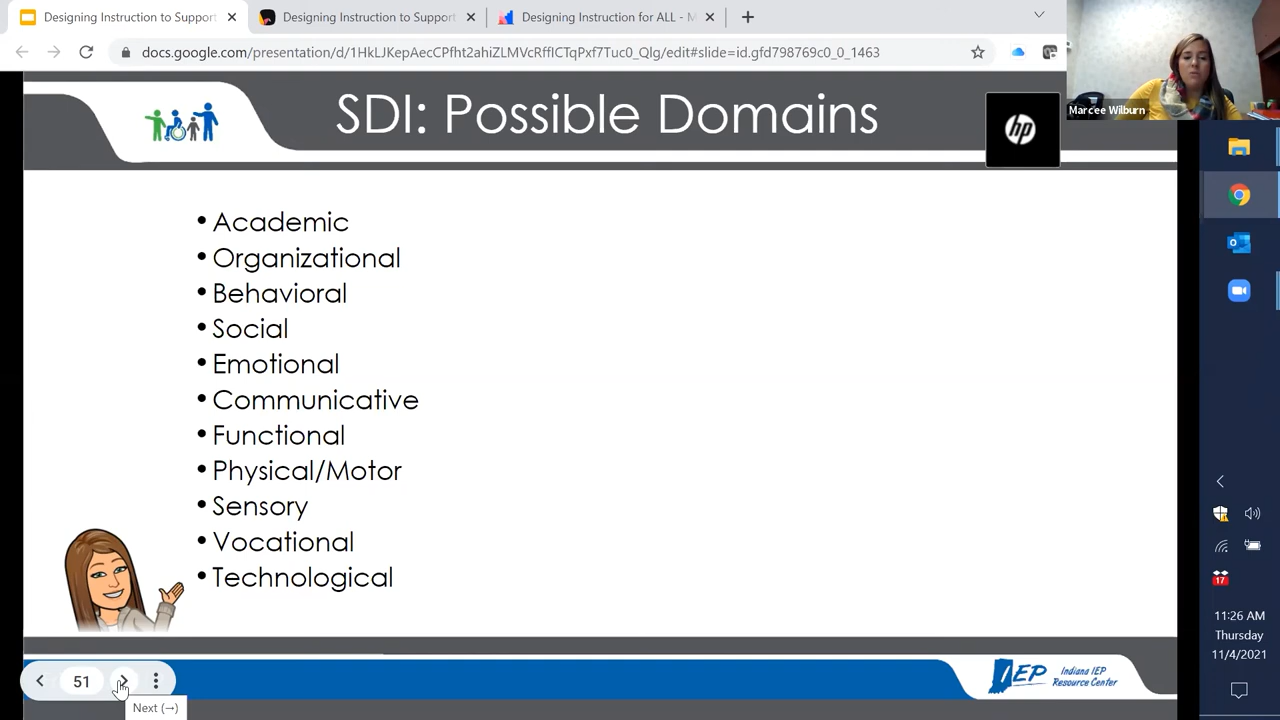 Designing Instruction to Support
Designing Instruction to Support
Designing Instruction for ALL - M
docs.google.com/presentation/d/1HkLJKepAecCPfht2ahiZLMVcRfflCTqPxf7Tuc0_Qlg/edit#slide=id.gfd798769c0_0_1463
Marcee Wilburn
SDI: Possible Domains
hp
• Academic
• Organizational
• Behavioral
• Social
• Emotional
• Communicative
• Functional
• Physical/Motor
• Sensory
• Vocational
• Technological
51
Next (→)
IEP
Indiana IEP
Resource Center
17
11:26 AM
Thursday
11/4/2021